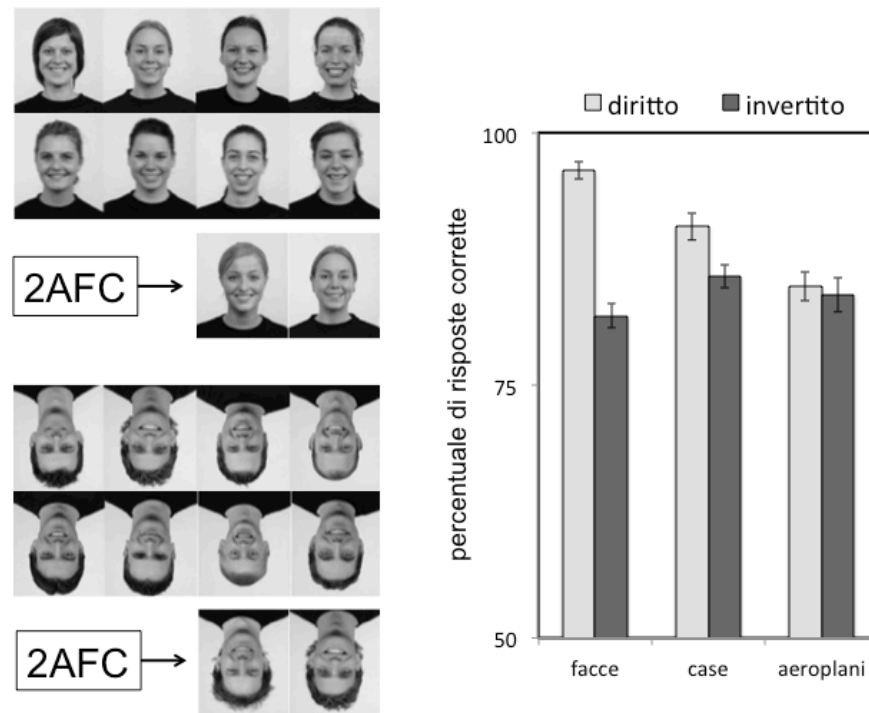 2AFC
2AFC
diritto invertito
100
75
50
percentuale di risposte corrette
facce case aeroplani